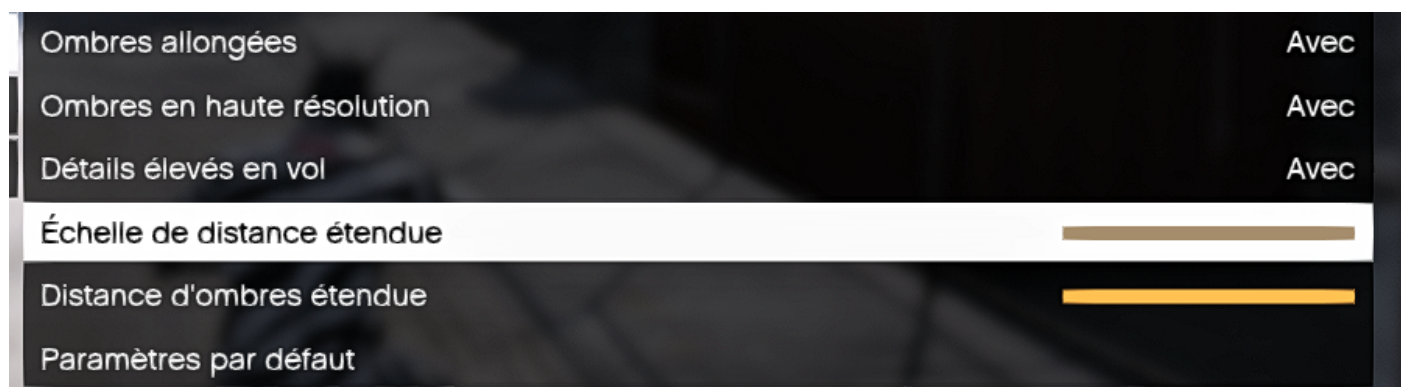 Ombres allongées Avec
Ombres en haute résolution Avec
Détails élevés en vol Avec
Échelle de distance étendue
Distance d'ombres étendue
Paramètres par défaut